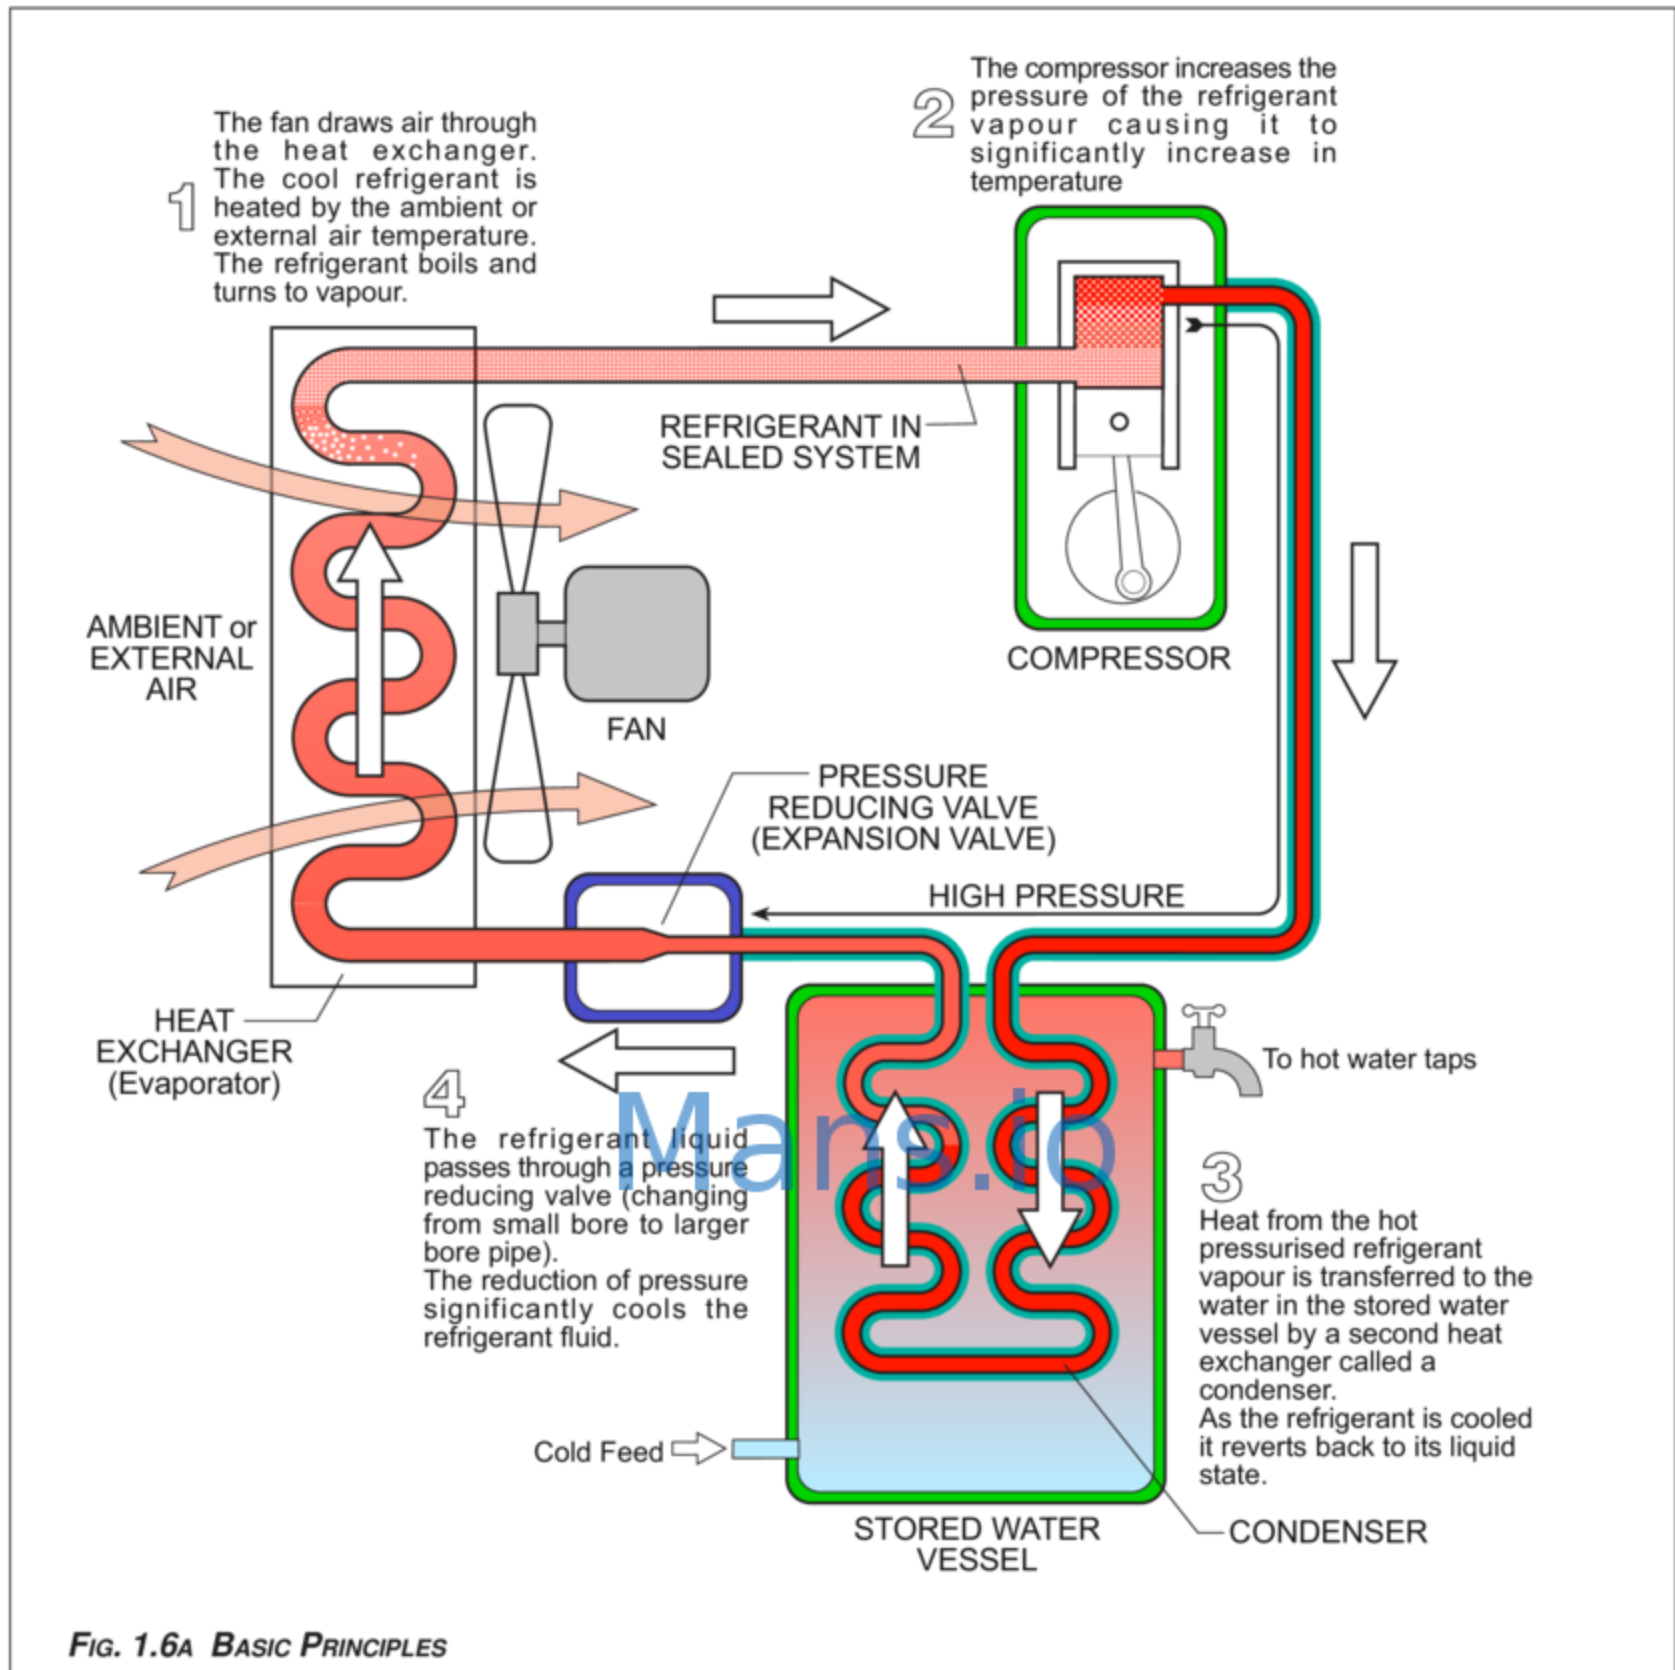 1
The fan draws air through
the heat exchanger.
The cool refrigerant is
heated by the ambient or
external air temperature.
The refrigerant boils and
turns to vapour.
2
The compressor increases the
pressure of the refrigerant
vapour causing it to
significantly increase in
temperature
REFRIGERANT IN
SEALED SYSTEM
AMBIENT or
EXTERNAL
AIR
FAN
COMPRESSOR
PRESSURE
REDUCING VALVE
(EXPANSION VALVE)
HIGH PRESSURE
HEAT
EXCHANGER
(Evaporator)
To hot water taps
4
The refrigerant liquid
passes through a pressure
reducing valve (changing
from small bore to larger
bore pipe).
The reduction of pressure
significantly cools the
refrigerant fluid.
Mans.io
3
Heat from the hot
pressurised refrigerant
vapour is transferred to the
water in the stored water
vessel by a second heat
exchanger called a
condenser.
As the refrigerant is cooled
it reverts back to its liquid
state.
Cold Feed
STORED WATER
VESSEL
CONDENSER
FIG. 1.6A BASIC PRINCIPLES